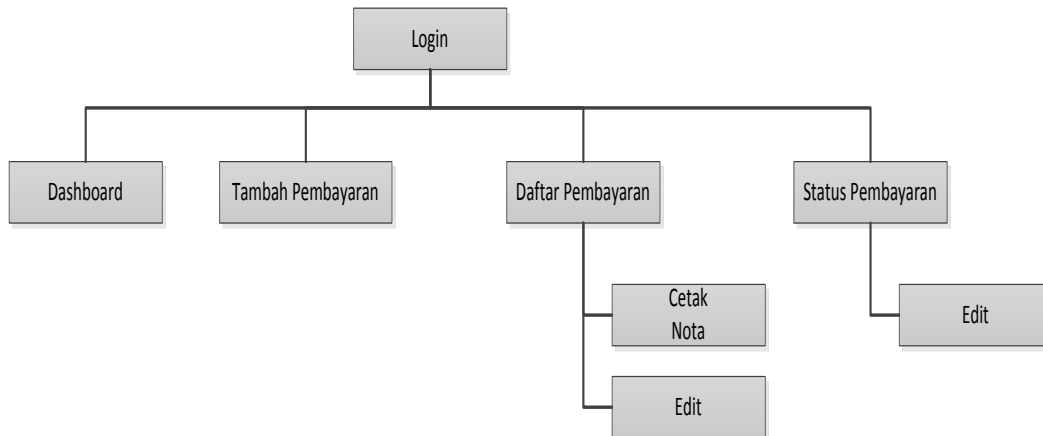 Login
Dashboard
Tambah Pembayaran
Daftar Pembayaran
Status Pembayaran
Cetak
Nota
Edit
Edit